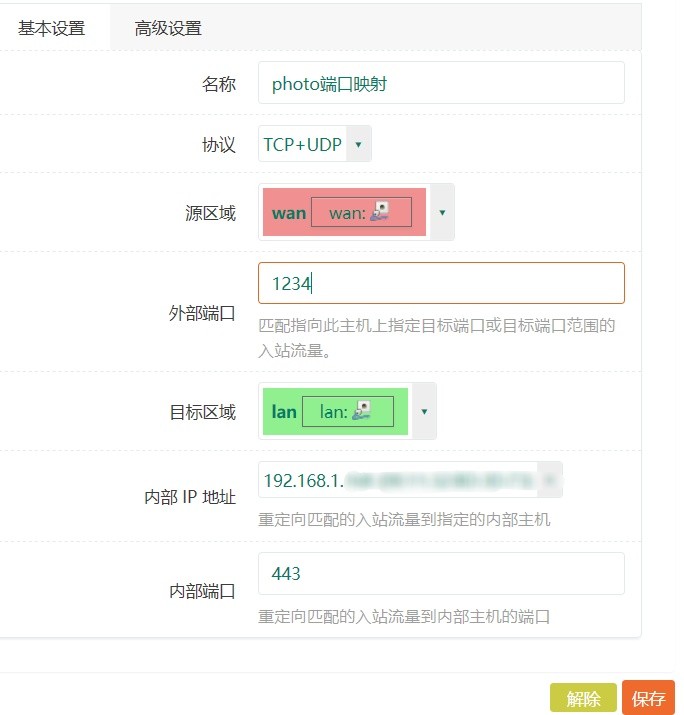 基本设置 高级设置
名称 photo端口映射
协议 TCP+UDP
源区域 wan wan:
外部端口 1234
匹配指向此主机上指定目标端口或目标端口范围的
入站流量。
目标区域 lan lan:
内部 IP 地址 192.168.1.
重定向匹配的入站流量到指定的内部主机
内部端口 443
重定向匹配的入站流量到内部主机的端口
解除 保存